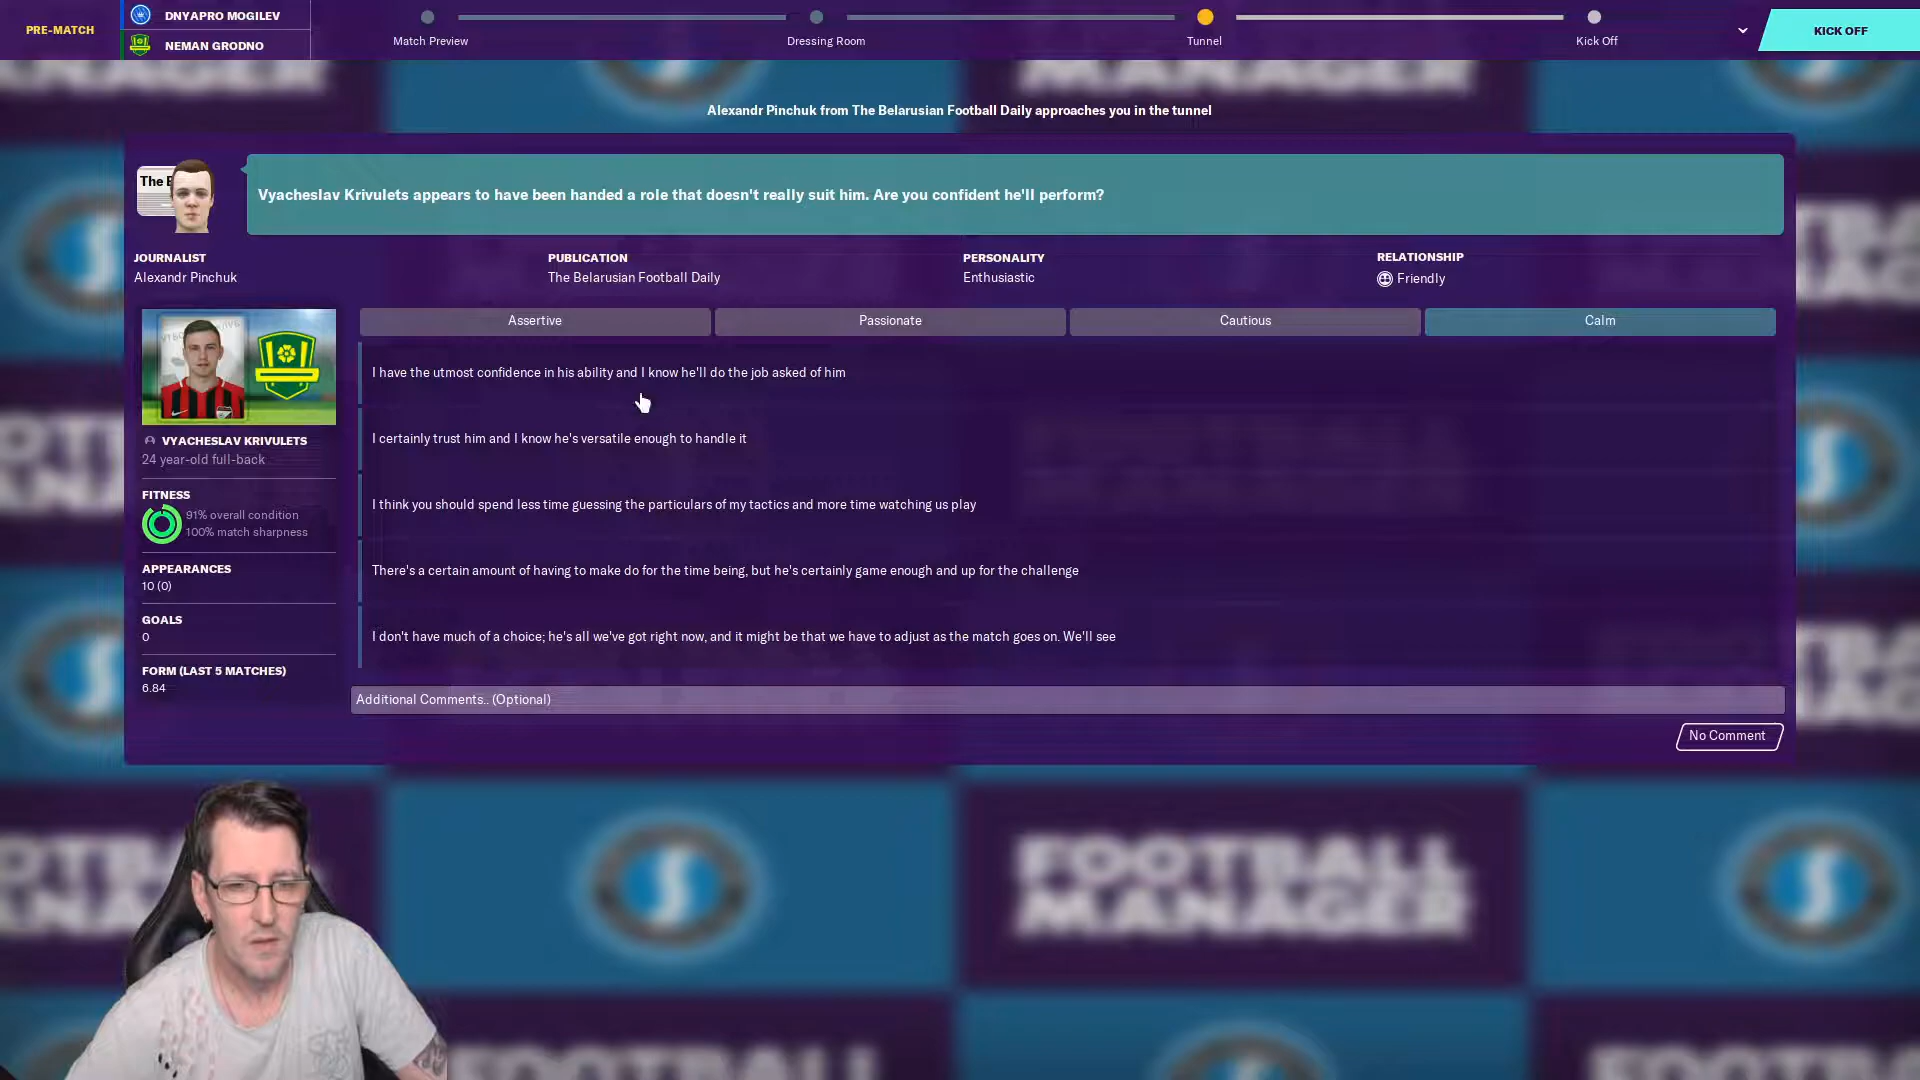 PRE-MATCH
DNYAPRO MOGILEV
NEMAN GRODNO
Match Preview
Dressing Room
Tunnel
Kick Off
KICK OFF
Alexandr Pinchuk from The Belarusian Football Daily approaches you in the tunnel
The B
Vyacheslav Krivulets appears to have been handed a role that doesn't really suit him. Are you confident he'll perform?
JOURNALIST
Alexandr Pinchuk
PUBLICATION
The Belarusian Football Daily
PERSONALITY
Enthusiastic
RELATIONSHIP
Friendly
Assertive
Passionate
Cautious
Calm
I have the utmost confidence in his ability and I know he'll do the job asked of him
I certainly trust him and I know he's versatile enough to handle it
I think you should spend less time guessing the particulars of my tactics and more time watching us play
There's a certain amount of having to make do for the time being, but he's certainly game enough and up for the challenge
I don't have much of a choice; he's all we've got right now, and it might be that we have to adjust as the match goes on. We'll see
VYACHESLAV KRIVULETS
24 year-old full-back
FITNESS
91% overall condition
100% match sharpness
APPEARANCES
10 (0)
GOALS
0
FORM (LAST 5 MATCHES)
6.84
Additional Comments.. (Optional)
No Comment
FOOTBALL
MANAGER